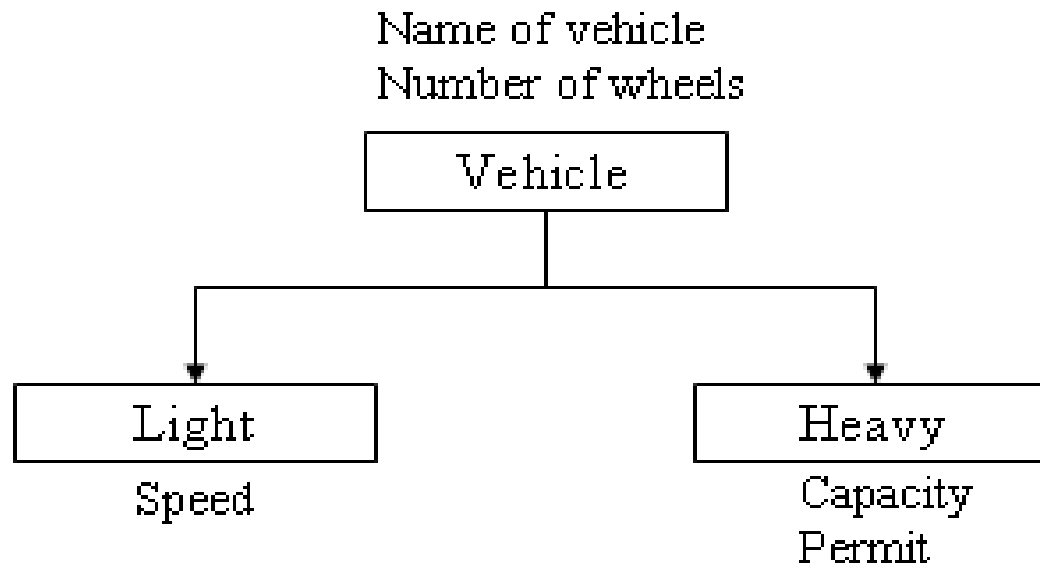 Name of vehicle
Number of wheels
Vehicle
Light
Heavy
Speed
Capacity
Permit